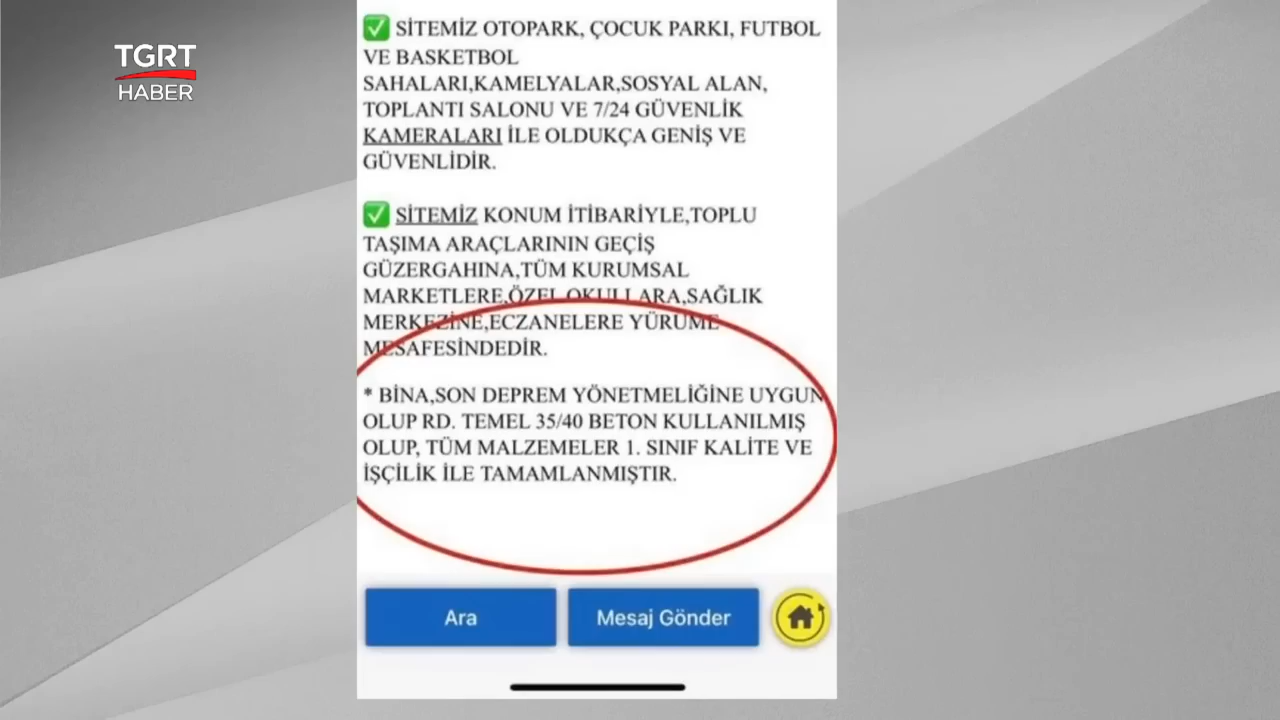 TGRT
HABER
✅ SİTEMİZ OTOPARK, ÇOCUK PARKI, FUTBOL
VE BASKETBOL
SAHALARI,KAMELYALAR,SOSYAL ALAN,
TOPLANTI SALONU VE 7/24 GÜVENLİK
KAMERALARI İLE OLDUKÇA GENİŞ VE
GÜVENLİDİR.
✅ SİTEMİZ KONUM İTİBARİYLE,TOPLU
TAŞIMA ARAÇLARININ GEÇİŞ
GÜZERGAHINA,TÜM KURUMSAL
MARKETLERE,ÖZEL OKULLARA,SAĞLIK
MERKEZİNE,ECZANELERE YÜRÜME
MESAFESİNDEDİR.
* BİNA,SON DEPREM YÖNETMELİĞİNE UYGUN
OLUP RD. TEMEL 35/40 BETON KULLANILMIŞ
OLUP, TÜM MALZEMELER 1. SINIF KALİTE VE
İŞÇİLİK İLE TAMAMLANMIŞTIR.
Ara
Mesaj Gönder